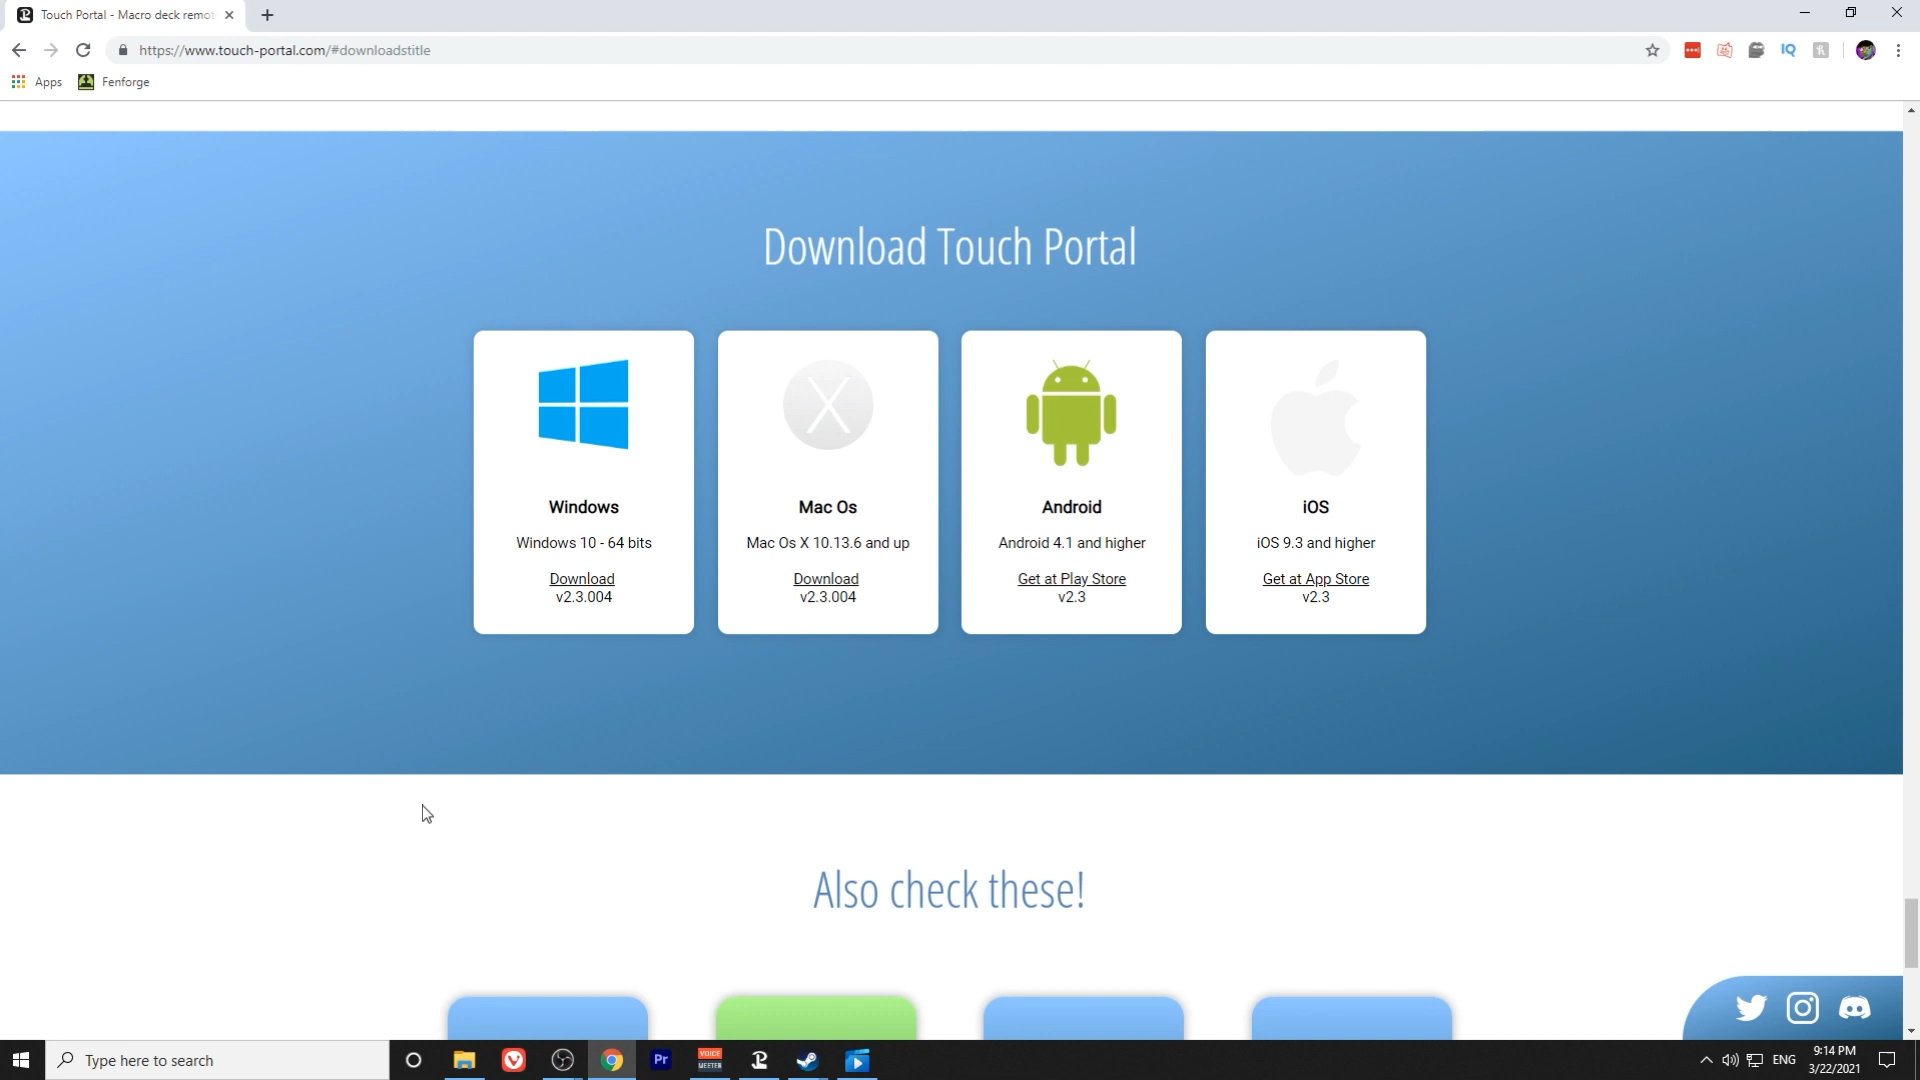 Touch Portal - Macro deck remot
https://www.touch-portal.com/#downloadstitle
IQ
Apps
Fenforge
Download Touch Portal
Windows
Windows 10 - 64 bits
Download
v2.3.004
Mac Os
Mac Os X 10.13.6 and up
Download
v2.3.004
Android
Android 4.1 and higher
Get at Play Store
v2.3
iOS
iOS 9.3 and higher
Get at App Store
v2.3
Also check these!
Type here to search
Pr
VOICE
MEETER
ENG
9:14 PM
3/22/2021